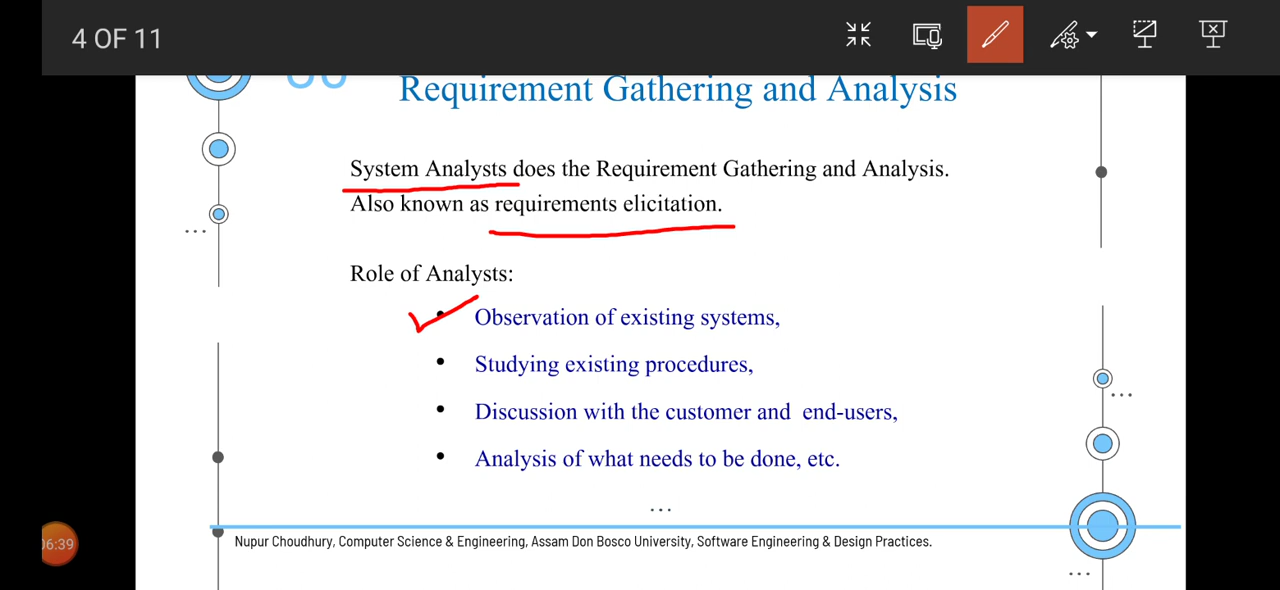 4 OF 11
Requirement Gathering and Analysis
System Analysts does the Requirement Gathering and Analysis.
Also known as requirements elicitation.
Role of Analysts:
• Observation of existing systems,
• Studying existing procedures,
• Discussion with the customer and end-users,
• Analysis of what needs to be done, etc.
...
Nupur Choudhury, Computer Science & Engineering, Assam Don Bosco University, Software Engineering & Design Practices.
06:39